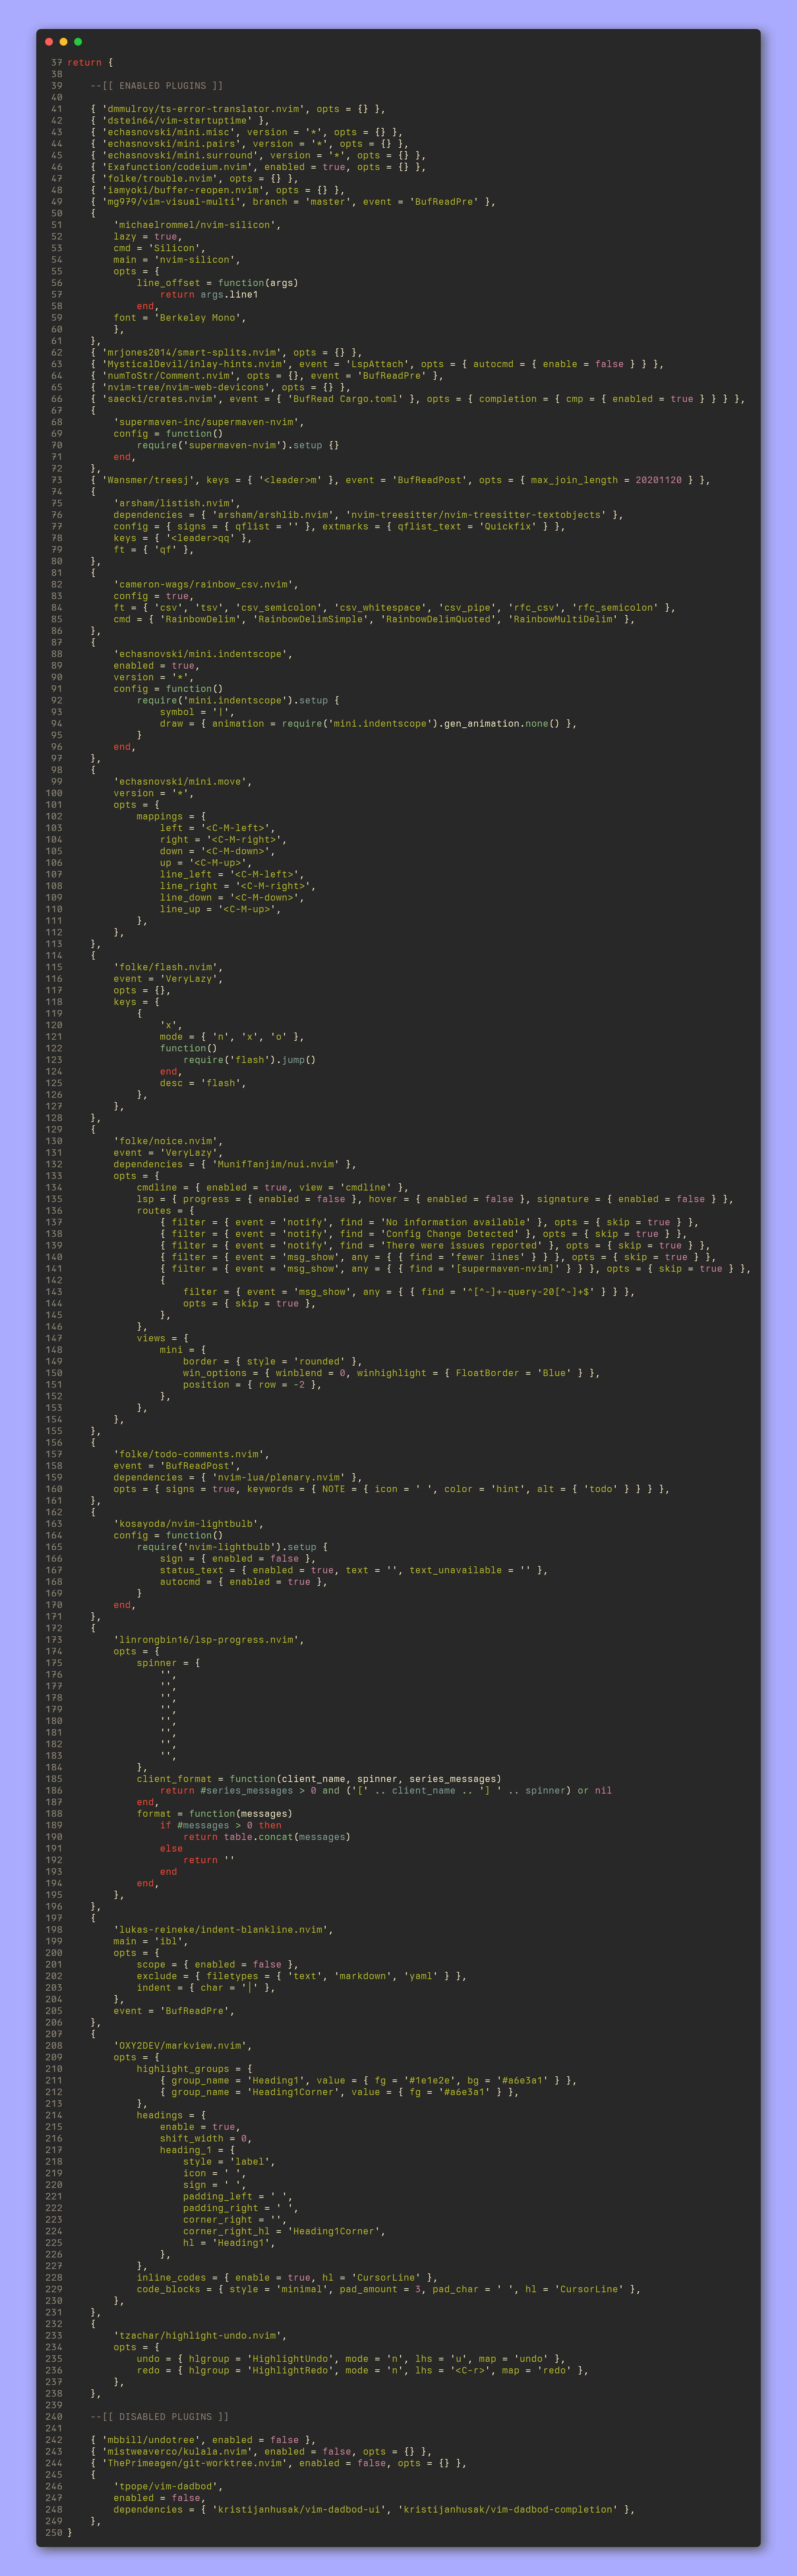 37 return {
38
39     --[[ ENABLED PLUGINS ]]
40
41     { 'dmmulroy/ts-error-translator.nvim', opts = {} },
42     { 'dstein64/vim-startuptime' },
43     { 'echasnovski/mini.misc', version = '*', opts = {} },
44     { 'echasnovski/mini.pairs', version = '*', opts = {} },
45     { 'echasnovski/mini.surround', version = '*', opts = {} },
46     { 'Exafunction/codeium.nvim', enabled = true, opts = {} },
47     { 'folke/trouble.nvim', opts = {} },
48     { 'iamyoki/buffer-reopen.nvim', opts = {} },
49     { 'mg979/vim-visual-multi', branch = 'master', event = 'BufReadPre' },
50     {
51         'michaelrommel/nvim-silicon',
52         lazy = true,
53         cmd = 'Silicon',
54         main = 'nvim-silicon',
55         opts = {
56             line_offset = function(args)
57                 return args.line1
58             end,
59         font = 'Berkeley Mono',
60         },
61     },
62     { 'mrjones2014/smart-splits.nvim', opts = {} },
63     { 'MysticalDevil/inlay-hints.nvim', event = 'LspAttach', opts = { autocmd = { enable = false } } },
64     { 'numToStr/Comment.nvim', opts = {}, event = 'BufReadPre' },
65     { 'nvim-tree/nvim-web-devicons', opts = {} },
66     { 'saecki/crates.nvim', event = { 'BufRead Cargo.toml' }, opts = { completion = { cmp = { enabled = true } } } },
67     {
68         'supermaven-inc/supermaven-nvim',
69         config = function()
70             require('supermaven-nvim').setup {}
71         end,
72     },
73     { 'Wansmer/treesj', keys = { '<leader>m' }, event = 'BufReadPost', opts = { max_join_length = 20201120 } },
74     {
75         'arsham/listish.nvim',
76         dependencies = { 'arsham/arshlib.nvim', 'nvim-treesitter/nvim-treesitter-textobjects' },
77         config = { signs = { qflist = '' }, extmarks = { qflist_text = 'Quickfix' } },
78         keys = { '<leader>qq' },
79         ft = { 'qf' },
80     },
81     {
82         'cameron-wags/rainbow_csv.nvim',
83         config = true,
84         ft = { 'csv', 'tsv', 'csv_semicolon', 'csv_whitespace', 'csv_pipe', 'rfc_csv', 'rfc_semicolon' },
85         cmd = { 'RainbowDelim', 'RainbowDelimSimple', 'RainbowDelimQuoted', 'RainbowMultiDelim' },
86     },
87     {
88         'echasnovski/mini.indentscope',
89         enabled = true,
90         version = '*',
91         config = function()
92             require('mini.indentscope').setup {
93                 symbol = '|',
94                 draw = { animation = require('mini.indentscope').gen_animation.none() },
95             }
96         end,
97     },
98     {
99         'echasnovski/mini.move',
100         version = '*',
101         opts = {
102             mappings = {
103                 left = '<C-M-left>',
104                 right = '<C-M-right>',
105                 down = '<C-M-down>',
106                 up = '<C-M-up>',
107                 line_left = '<C-M-left>',
108                 line_right = '<C-M-right>',
109                 line_down = '<C-M-down>',
110                 line_up = '<C-M-up>',
111             },
112         },
113     },
114     {
115         'folke/flash.nvim',
116         event = 'VeryLazy',
117         opts = {},
118         keys = {
119             {
120                 'x',
121                 mode = { 'n', 'x', 'o' },
122                 function()
123                     require('flash').jump()
124                 end,
125                 desc = 'flash',
126             },
127         },
128     },
129     {
130         'folke/noice.nvim',
131         event = 'VeryLazy',
132         dependencies = { 'MunifTanjim/nui.nvim' },
133         opts = {
134             cmdline = { enabled = true, view = 'cmdline' },
135             lsp = { progress = { enabled = false }, hover = { enabled = false }, signature = { enabled = false } },
136             routes = {
137                 { filter = { event = 'notify', find = 'No information available' }, opts = { skip = true } },
138                 { filter = { event = 'notify', find = 'Config Change Detected' }, opts = { skip = true } },
139                 { filter = { event = 'notify', find = 'There were issues reported' }, opts = { skip = true } },
140                 { filter = { event = 'msg_show', any = { { find = 'fewer lines' } } }, opts = { skip = true } },
141                 { filter = { event = 'msg_show', any = { { find = '[supermaven-nvim]' } } }, opts = { skip = true } },
142                 {
143                     filter = { event = 'msg_show', any = { { find = '^[^-]+-query-20[^-]+$' } } },
144                     opts = { skip = true },
145                 },
146             },
147             views = {
148                 mini = {
149                     border = { style = 'rounded' },
150                     win_options = { winblend = 0, winhighlight = { FloatBorder = 'Blue' } },
151                     position = { row = -2 },
152                 },
153             },
154         },
155     },
156     {
157         'folke/todo-comments.nvim',
158         event = 'BufReadPost',
159         dependencies = { 'nvim-lua/plenary.nvim' },
160         opts = { signs = true, keywords = { NOTE = { icon = ' ', color = 'hint', alt = { 'todo' } } } },
161     },
162     {
163         'kosayoda/nvim-lightbulb',
164         config = function()
165             require('nvim-lightbulb').setup {
166                 sign = { enabled = false },
167                 status_text = { enabled = true, text = '', text_unavailable = '' },
168                 autocmd = { enabled = true },
169             }
170         end,
171     },
172     {
173         'linrongbin16/lsp-progress.nvim',
174         opts = {
175             spinner = {
176                 '',
177                 '',
178                 '',
179                 '',
180                 '',
181                 '',
182                 '',
183                 '',
184             },
185             client_format = function(client_name, spinner, series_messages)
186                 return #series_messages > 0 and ('[' .. client_name .. '] ' .. spinner) or nil
187             end,
188             format = function(messages)
189                 if #messages > 0 then
190                     return table.concat(messages)
191                 else
192                     return ''
193                 end
194             end,
195         },
196     },
197     {
198         'lukas-reineke/indent-blankline.nvim',
199         main = 'ibl',
200         opts = {
201             scope = { enabled = false },
202             exclude = { filetypes = { 'text', 'markdown', 'yaml' } },
203             indent = { char = '│' },
204         },
205         event = 'BufReadPre',
206     },
207     {
208         'OXY2DEV/markview.nvim',
209         opts = {
210             highlight_groups = {
211                 { group_name = 'Heading1', value = { fg = '#1e1e2e', bg = '#a6e3a1' } },
212                 { group_name = 'Heading1Corner', value = { fg = '#a6e3a1' } },
213             },
214             headings = {
215                 enable = true,
216                 shift_width = 0,
217                 heading_1 = {
218                     style = 'label',
219                     icon = ' ',
220                     sign = ' ',
221                     padding_left = ' ',
222                     padding_right = ' ',
223                     corner_right = '',
224                     corner_right_hl = 'Heading1Corner',
225                     hl = 'Heading1',
226                 },
227             },
228             inline_codes = { enable = true, hl = 'CursorLine' },
229             code_blocks = { style = 'minimal', pad_amount = 3, pad_char = ' ', hl = 'CursorLine' },
230         },
231     },
232     {
233         'tzachar/highlight-undo.nvim',
234         opts = {
235             undo = { hlgroup = 'HighlightUndo', mode = 'n', lhs = 'u', map = 'undo' },
236             redo = { hlgroup = 'HighlightRedo', mode = 'n', lhs = '<C-r>', map = 'redo' },
237         },
238     },
239
240     --[[ DISABLED PLUGINS ]]
241
242     { 'mbbill/undotree', enabled = false },
243     { 'mistweaverco/kulala.nvim', enabled = false, opts = {} },
244     { 'ThePrimeagen/git-worktree.nvim', enabled = false, opts = {} },
245     {
246         'tpope/vim-dadbod',
247         enabled = false,
248         dependencies = { 'kristijanhusak/vim-dadbod-ui', 'kristijanhusak/vim-dadbod-completion' },
249     },
250 }